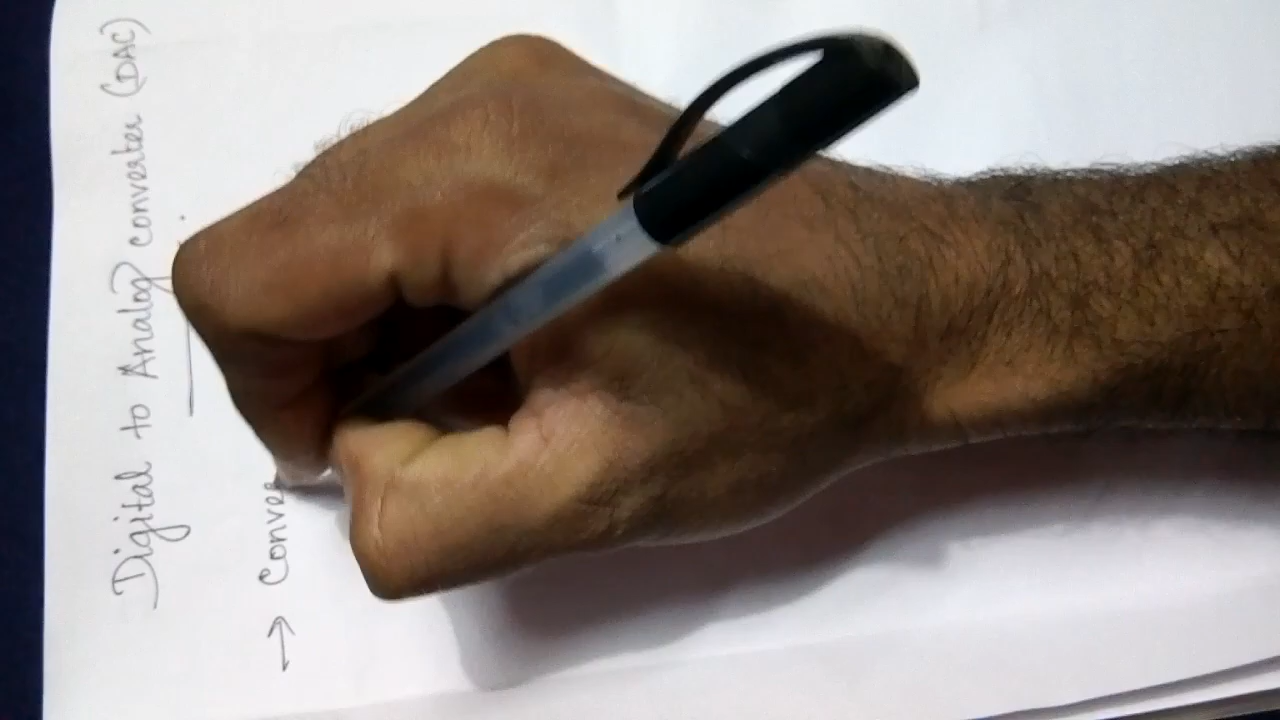 Digital to Analog converter (DAC)
→ Conve